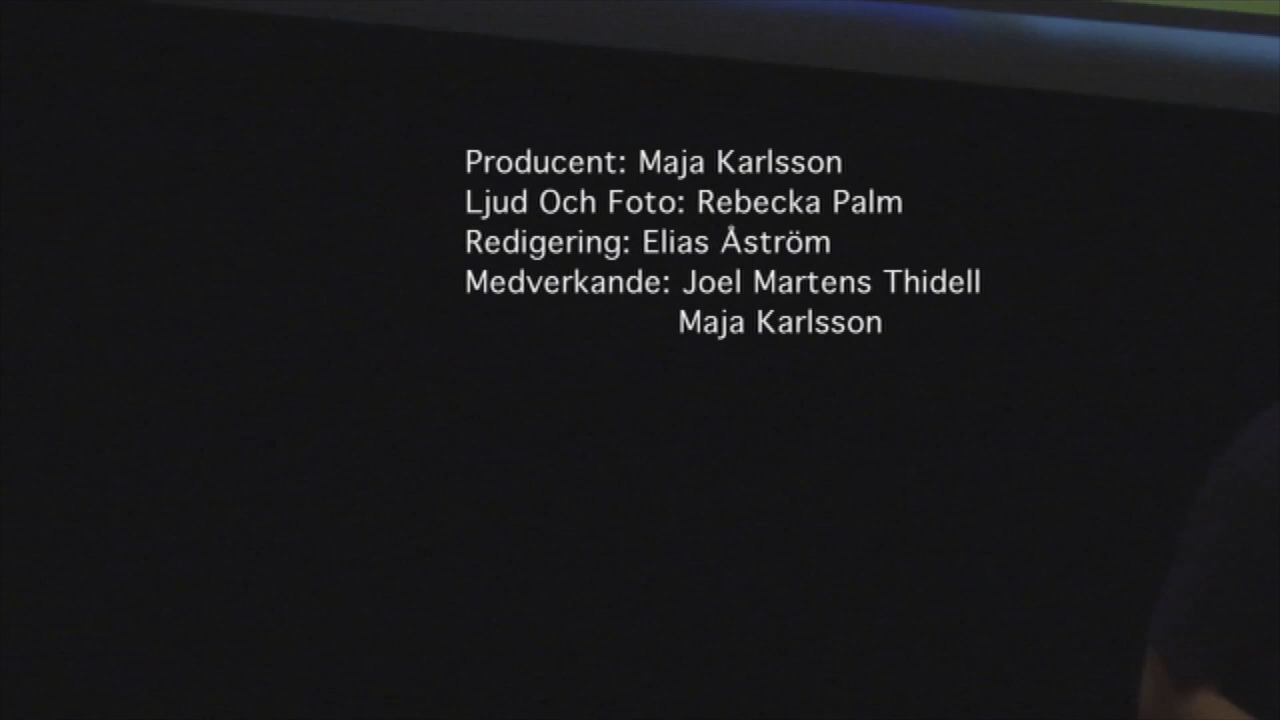 Producent: Maja Karlsson
Ljud Och Foto: Rebecka Palm
Redigering: Elias Åström
Medverkande: Joel Martens Thidell
Maja Karlsson